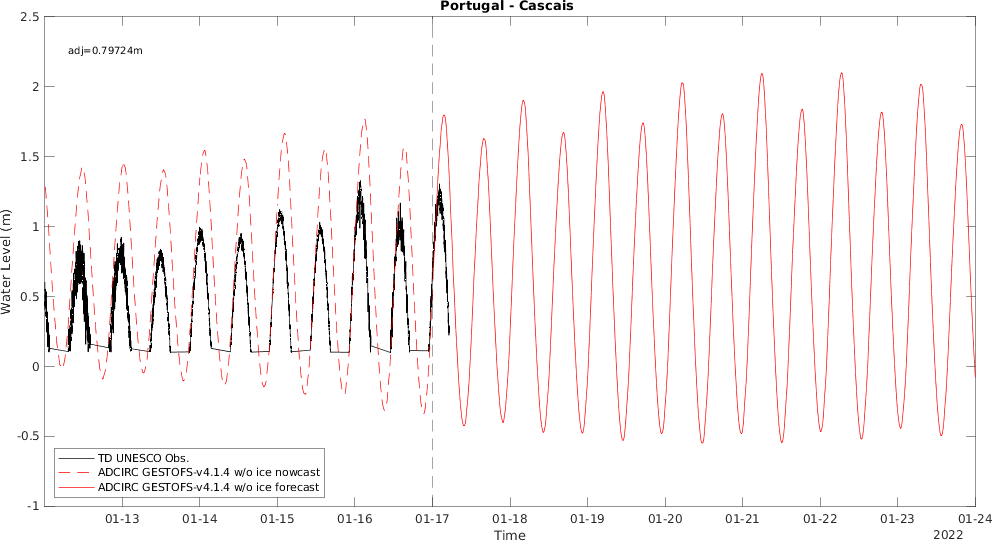 Portugal - Cascais
2.5
adj=0.79724m
2
1.5
1
0.5
0
-0.5
-1
Water Level (m)
TD UNESCO Obs.
ADCIRC GESTOFS-v4.1.4 w/o ice nowcast
ADCIRC GESTOFS-v4.1.4 w/o ice forecast
01-13 01-14 01-15 01-16 01-17 01-18 01-19 01-20 01-21 01-22 01-23 01-24
Time
2022